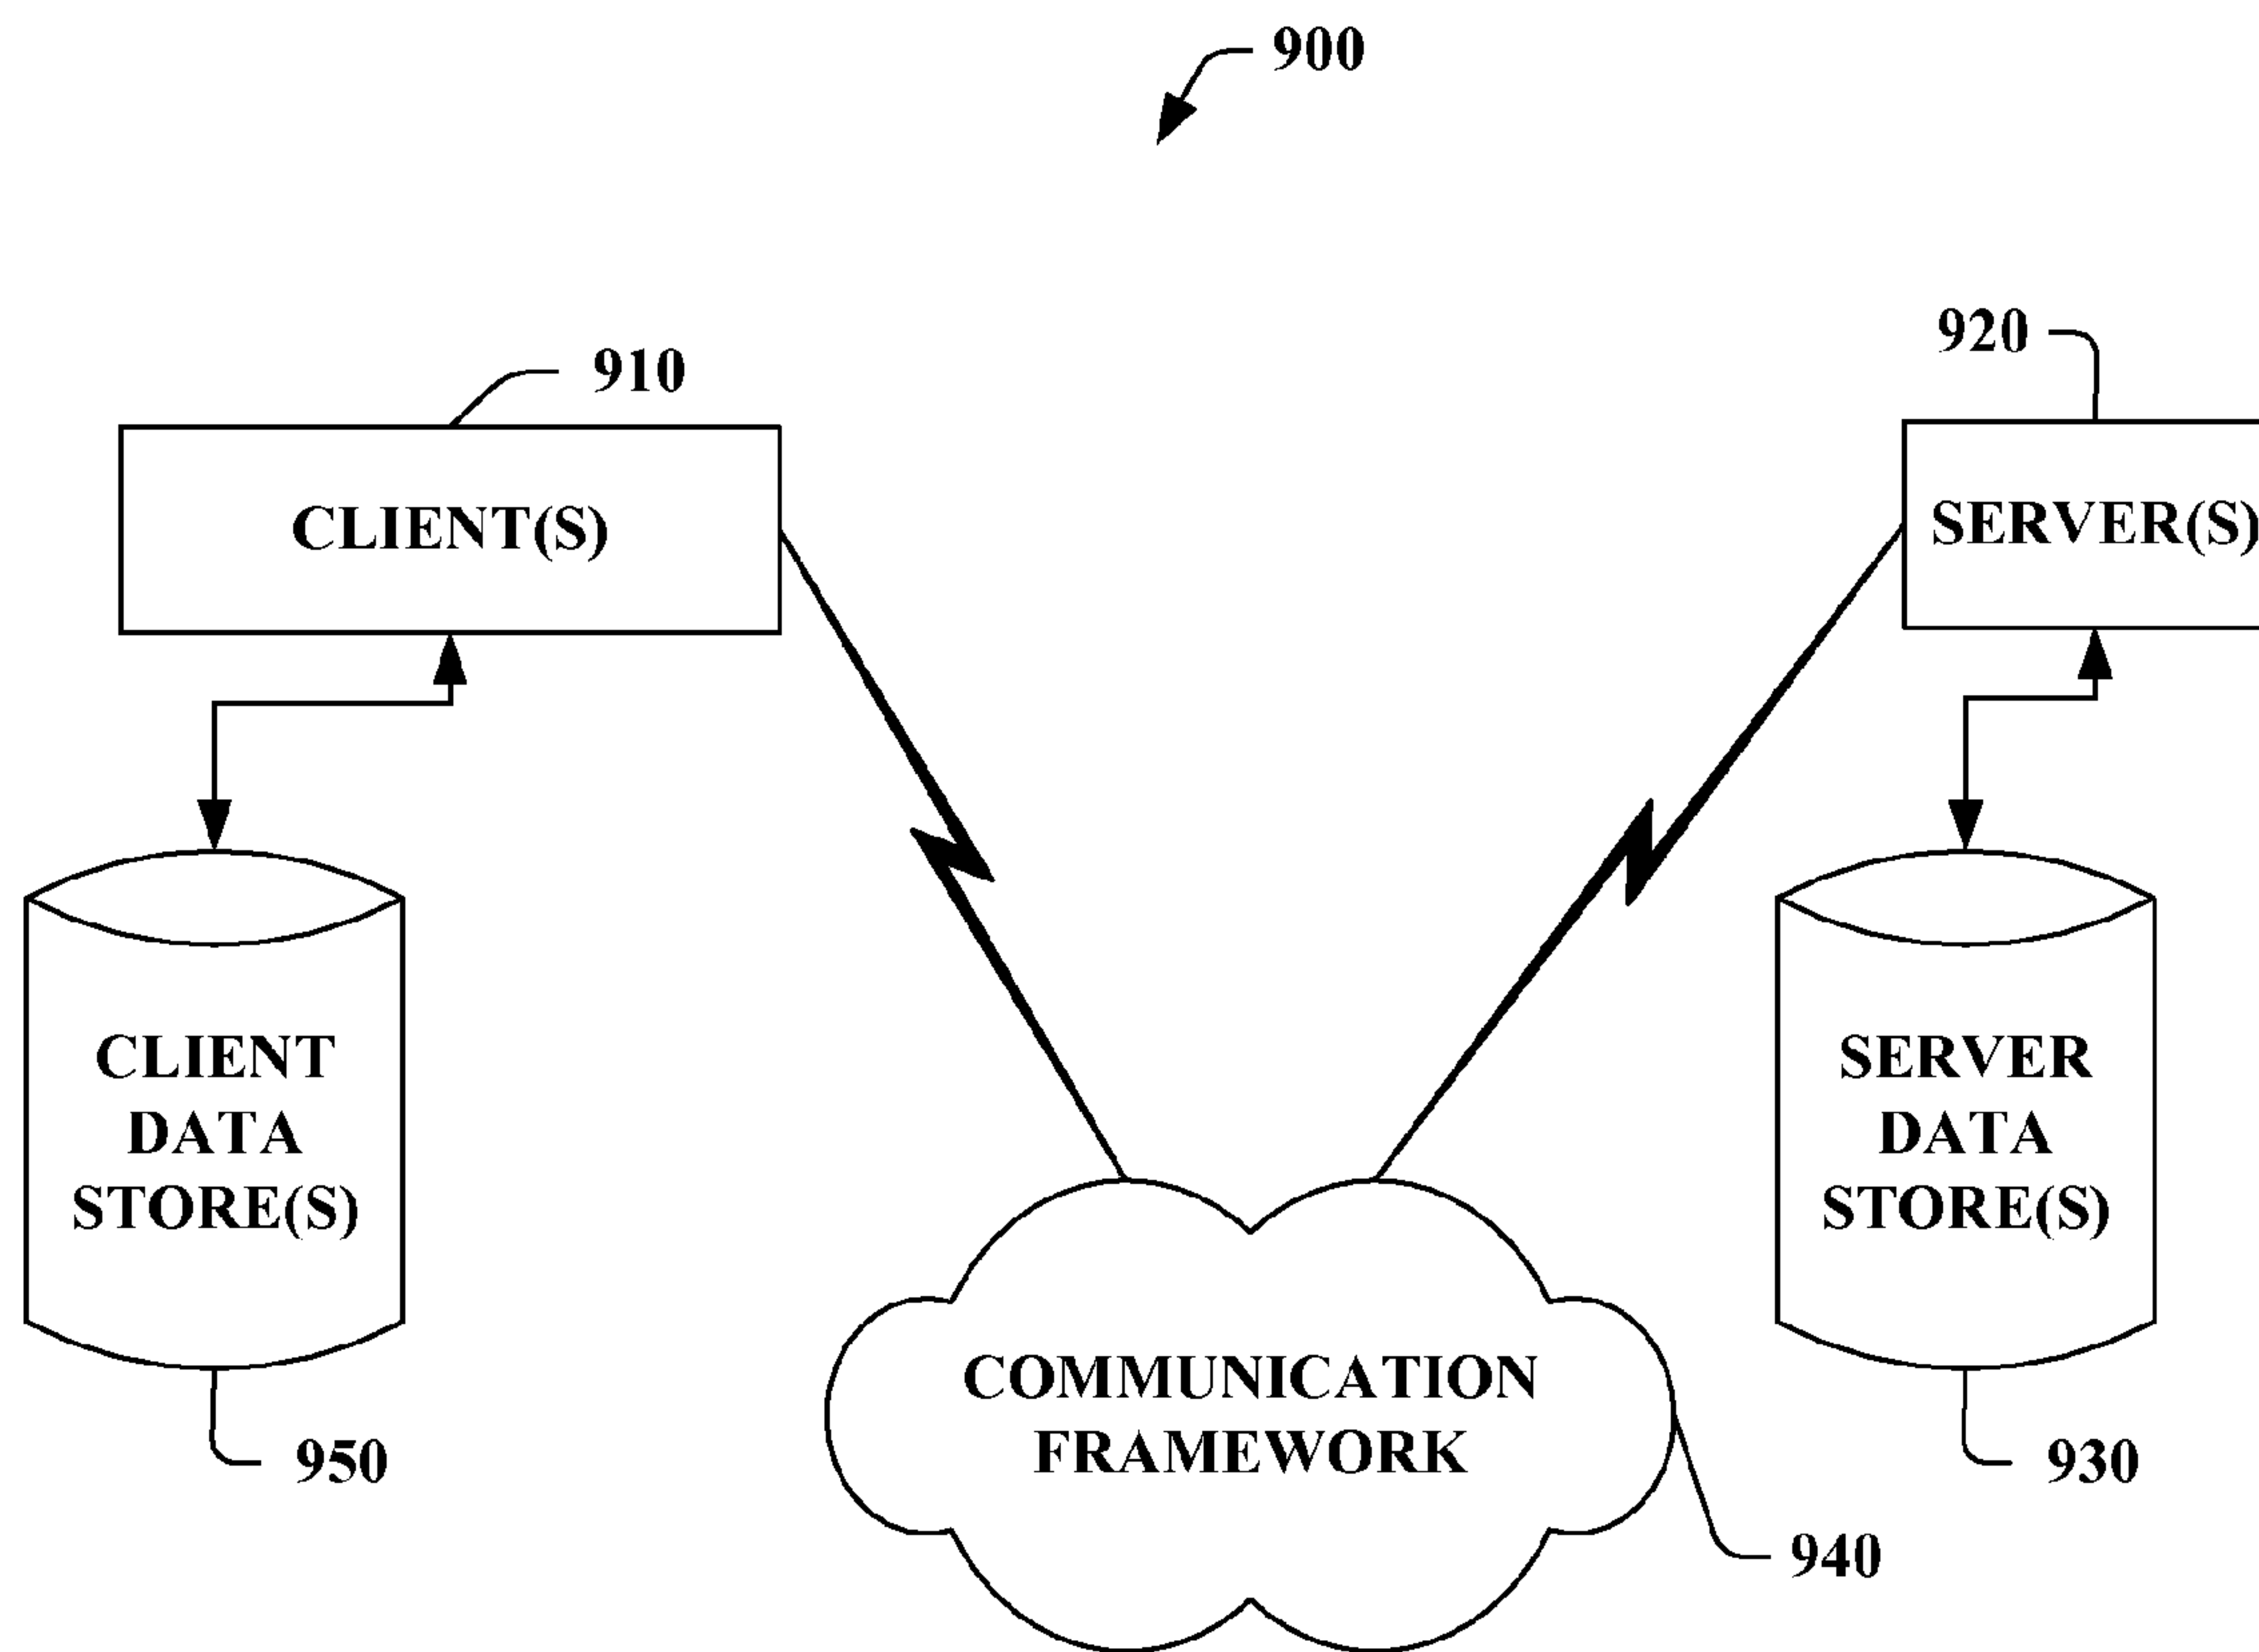 900
910
920
CLIENT(S)
SERVER(S)
CLIENT
DATA
STORE(S)
SERVER
DATA
STORE(S)
COMMUNICATION
FRAMEWORK
950
930
940